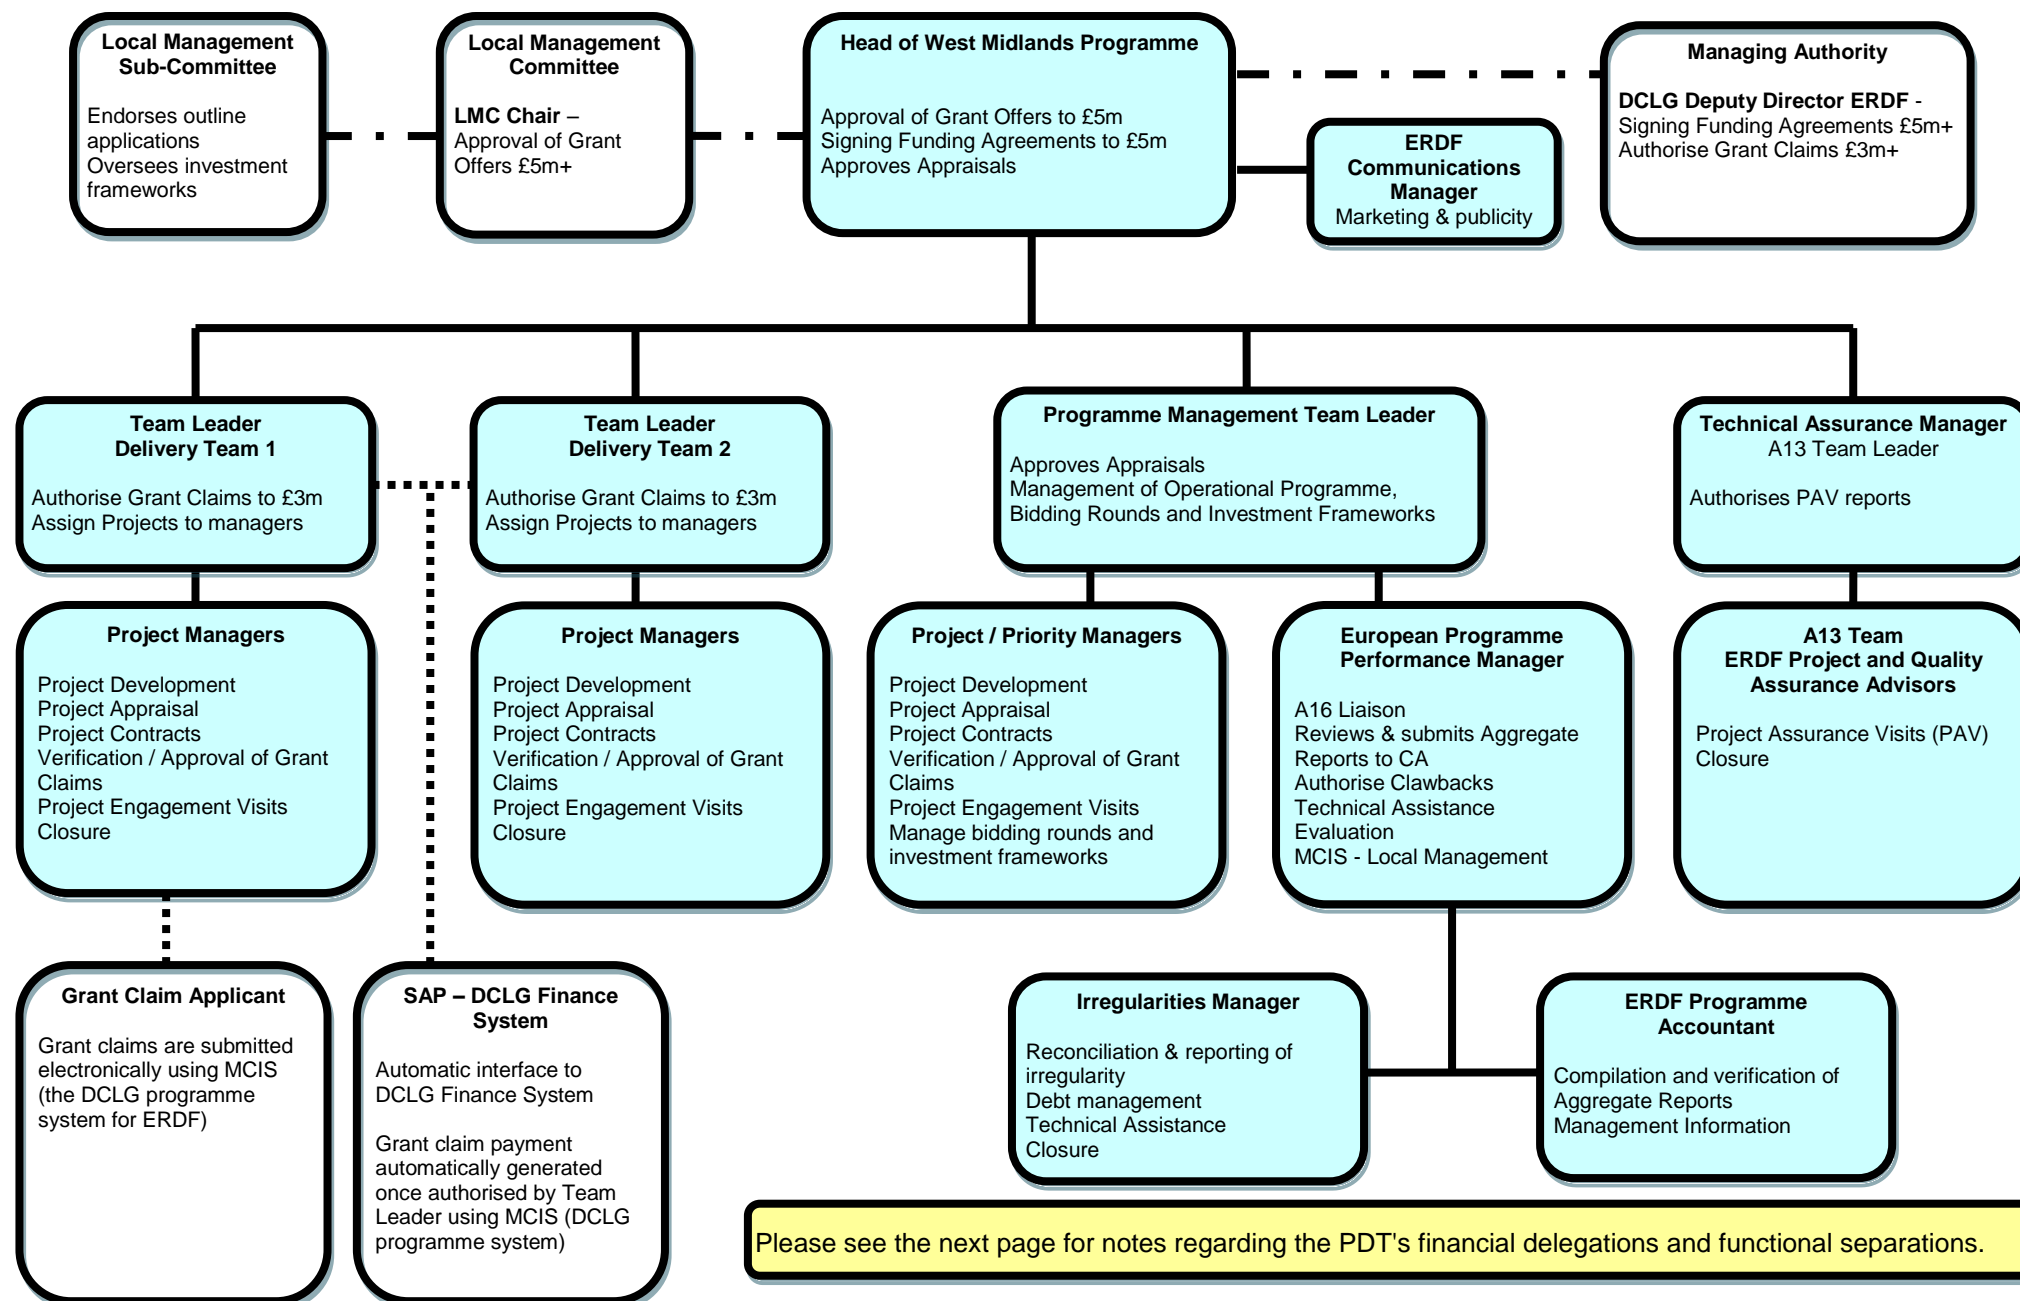 Local Management
Sub-Committee
Endorses outline
applications
Oversees investment
frameworks
Local Management
Committee
LMC Chair –
Approval of Grant
Offers £5m+
Head of West Midlands Programme
Approval of Grant Offers to £5m
Signing Funding Agreements to £5m
Approves Appraisals
ERDF
Communications
Manager
Marketing & publicity
Managing Authority
DCLG Deputy Director ERDF -
Signing Funding Agreements £5m+
Authorise Grant Claims £3m+
Team Leader
Delivery Team 1
Authorise Grant Claims to £3m
Assign Projects to managers
Team Leader
Delivery Team 2
Authorise Grant Claims to £3m
Assign Projects to managers
Programme Management Team Leader
Approves Appraisals
Management of Operational Programme,
Bidding Rounds and Investment Frameworks
Technical Assurance Manager
A13 Team Leader
Authorises PAV reports
Project Managers
Project Development
Project Appraisal
Project Contracts
Verification / Approval of Grant
Claims
Project Engagement Visits
Closure
Project Managers
Project Development
Project Appraisal
Project Contracts
Verification / Approval of Grant
Claims
Project Engagement Visits
Closure
Project / Priority Managers
Project Development
Project Appraisal
Project Contracts
Verification / Approval of Grant
Claims
Project Engagement Visits
Manage bidding rounds and
investment frameworks
European Programme
Performance Manager
A16 Liaison
Reviews & submits Aggregate
Reports to CA
Authorise Clawbacks
Technical Assistance
Evaluation
MCIS - Local Management
A13 Team
ERDF Project and Quality
Assurance Advisors
Project Assurance Visits (PAV)
Closure
Grant Claim Applicant
Grant claims are submitted
electronically using MCIS
(the DCLG programme
system for ERDF)
SAP – DCLG Finance
System
Automatic interface to
DCLG Finance System
Grant claim payment
automatically generated
once authorised by Team
Leader using MCIS (DCLG
programme system)
Irregularities Manager
Reconciliation & reporting of
irregularity
Debt management
Technical Assistance
Closure
ERDF Programme
Accountant
Compilation and verification of
Aggregate Reports
Management Information
Please see the next page for notes regarding the PDT's financial delegations and functional separations.